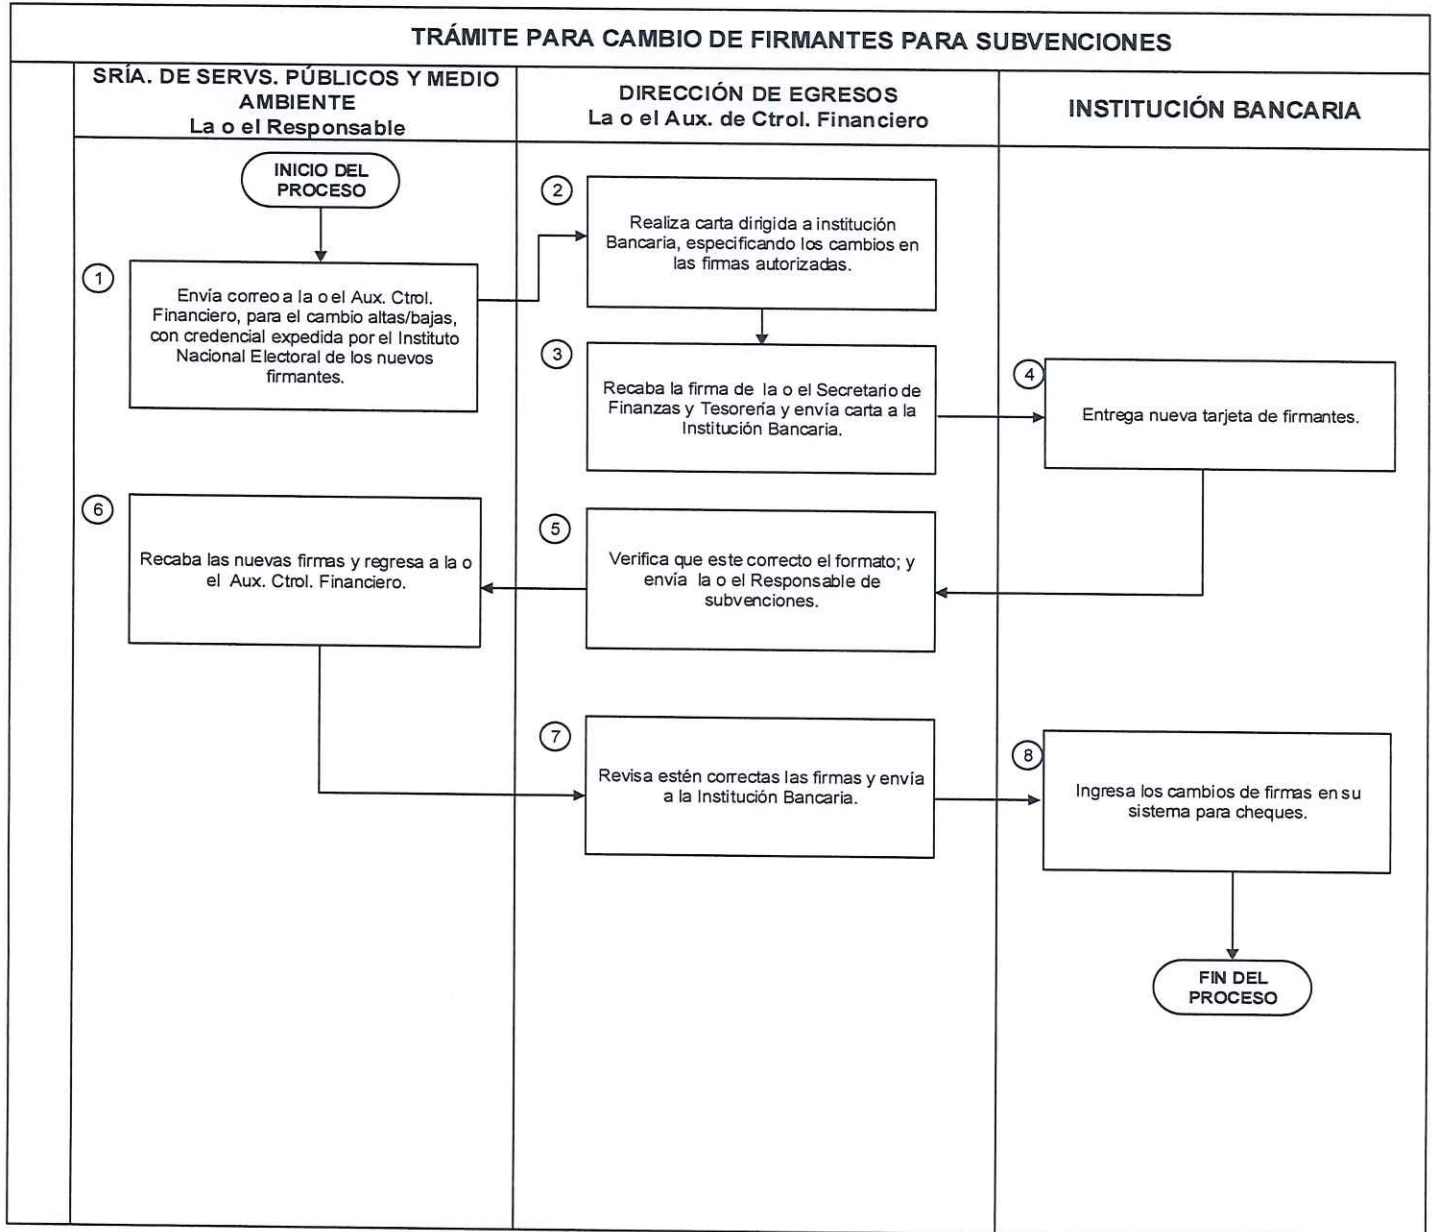 TRÁMITE PARA CAMBIO DE FIRMANTES PARA SUBVENCIONES
SRÍA. DE SERVS. PÚBLICOS Y MEDIO
AMBIENTE
La o el Responsable
DIRECCIÓN DE EGRESOS
La o el Aux. de Ctrol. Financiero
INSTITUCIÓN BANCARIA
INICIO DEL
PROCESO
1
Envía correo a la o el Aux. Ctrol.
Financiero, para el cambio altas/bajas,
con credencial expedida por el Instituto
Nacional Electoral de los nuevos
firmantes.
2
Realiza carta dirigida a institución
Bancaria, especificando los cambios en
las firmas autorizadas.
3
Recaba la firma de la o el Secretario de
Finanzas y Tesorería y envía carta a la
Institución Bancaria.
4
Entrega nueva tarjeta de firmantes.
5
Verifica que este correcto el formato; y
envía la o el Responsable de
subvenciones.
6
Recaba las nuevas firmas y regresa a la o
el Aux. Ctrol. Financiero.
7
Revisa estén correctas las firmas y envía
a la Institución Bancaria.
8
Ingresa los cambios de firmas en su
sistema para cheques.
FIN DEL
PROCESO